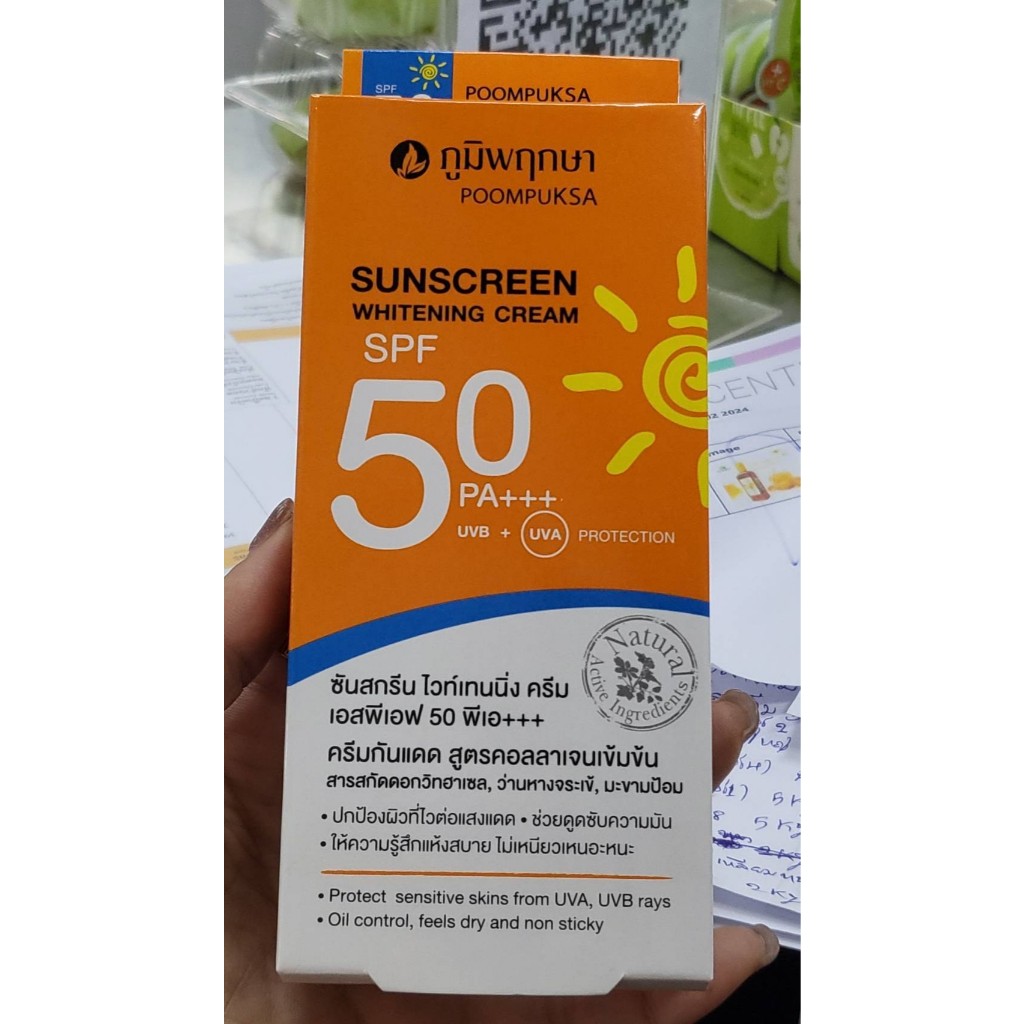 SPF
POOMPUKSA
ภูมิพฤกษา
POOMPUKSA
SUNSCREEN
WHITENING CREAM
SPF
50
PA+++
UVB + UVA PROTECTION
Natural
Active Ingredients
ซันสกรีน ไวท์เทนนิ่ง ครีม
เอสพีเอฟ 50 พีเอ+++
ครีมกันแดด สูตรคอลลาเจนเข้มข้น
สารสกัดดอกวิทฮาเซล, ว่านหางจระเข้, มะขามป้อม
• ปกป้องผิวที่ไวต่อแสงแดด • ช่วยดูดซับความมัน
• ให้ความรู้สึกแห้งสบาย ไม่เหนียวเหนอะหนะ
• Protect sensitive skins from UVA, UVB rays
• Oil control, feels dry and non sticky
CENT
2024
mage